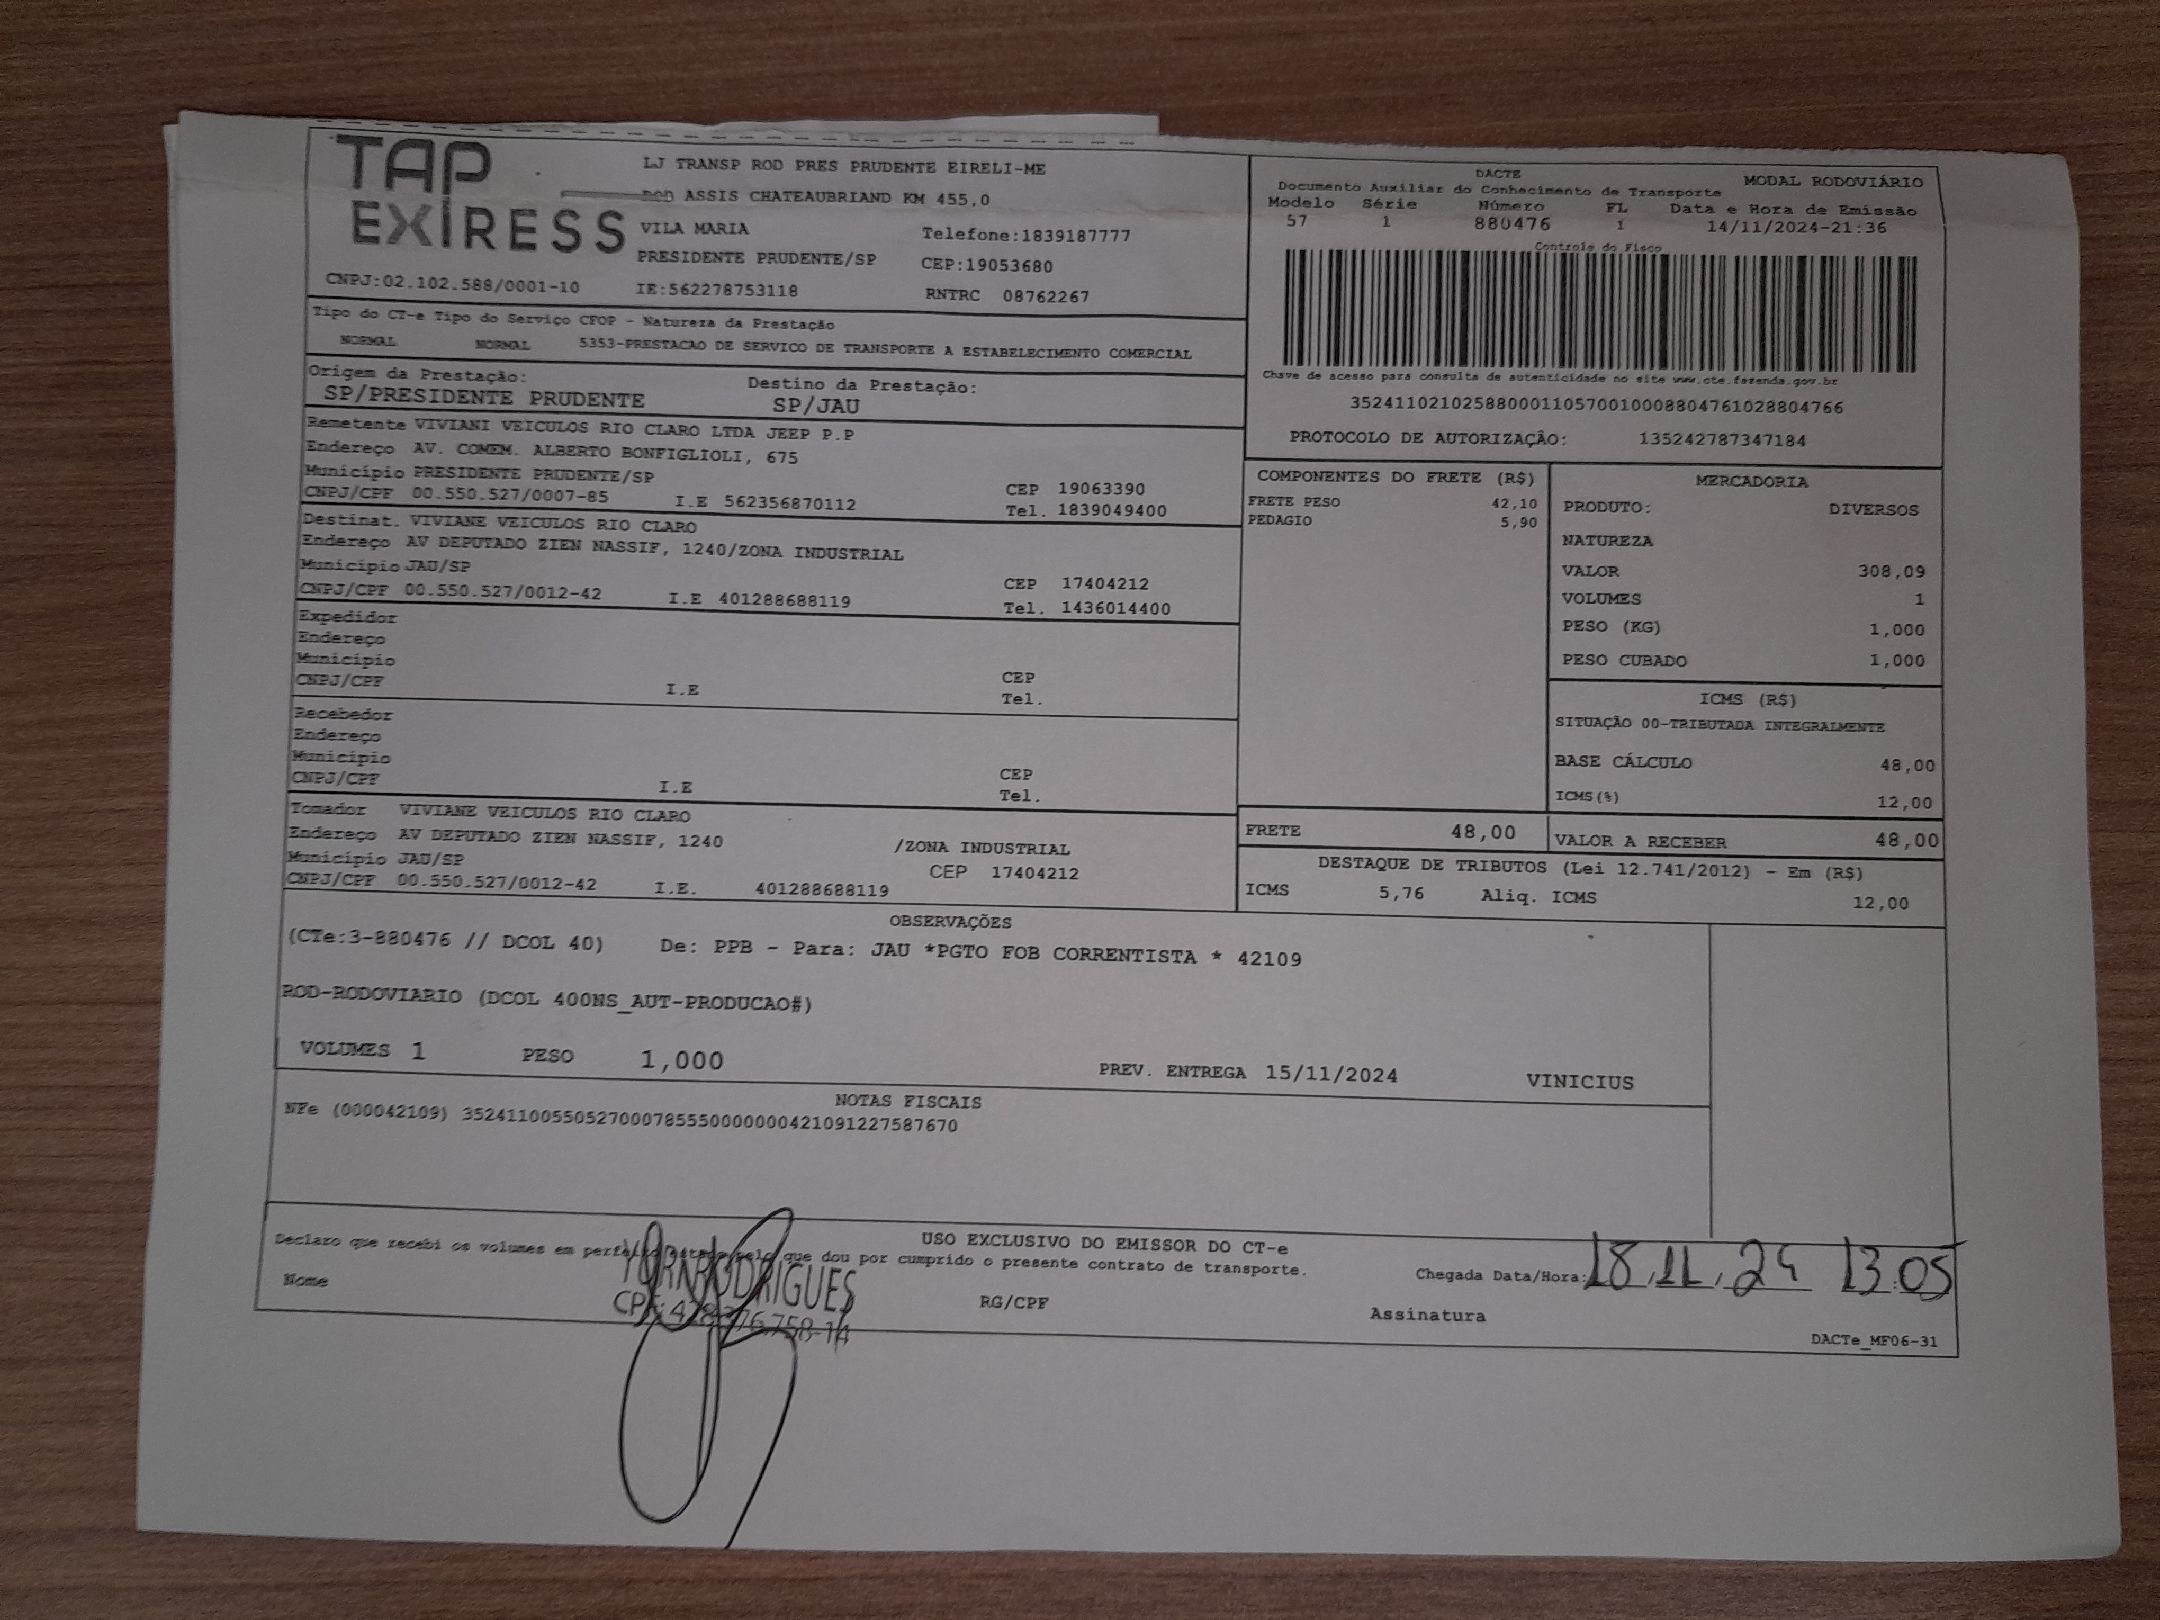 TAP
EXPRESS
LJ TRANSP ROD PRES PRUDENTE EIRELI-ME
ROD ASSIS CHATEAUBRIAND KM 455,0
VILA MARIA Telefone:1839187777
PRESIDENTE PRUDENTE/SP CEP:19053680
CNPJ:02.102.588/0001-10 IE:562278753118 RNTRC 08762267
Tipo do CT-e Tipo do Serviço CFOP - Natureza da Prestação
NORMAL NORMAL 5353-PRESTACAO DE SERVICO DE TRANSPORTE A ESTABELECIMENTO COMERCIAL
Origem da Prestação: Destino da Prestação:
SP/PRESIDENTE PRUDENTE SP/JAU
Remetente VIVIANI VEICULOS RIO CLARO LTDA JEEP P.P
Endereço AV. COMEM. ALBERTO BONFIGLIOLI, 675
Município PRESIDENTE PRUDENTE/SP CEP 19063390
CNPJ/CPF 00.550.527/0007-85 I.E 562356870112 Tel. 1839049400
Destinat. VIVIANE VEICULOS RIO CLARO
Endereço AV DEPUTADO ZIEN NASSIF, 1240/ZONA INDUSTRIAL
Município JAU/SP CEP 17404212
CNPJ/CPF 00.550.527/0012-42 I.E 401288688119 Tel. 1436014400
Expedidor
Endereço
Município CEP
CNPJ/CPF I.E Tel.
Recebedor
Endereço
Município CEP
CNPJ/CPF I.E Tel.
Tomador VIVIANE VEICULOS RIO CLARO
Endereço AV DEPUTADO ZIEN NASSIF, 1240 /ZONA INDUSTRIAL
Município JAU/SP CEP 17404212
CNPJ/CPF 00.550.527/0012-42 I.E. 401288688119
DACTE MODAL RODOVIÁRIO
Documento Auxiliar do Conhecimento de Transporte
Modelo Série Número FL Data e Hora de Emissão
57 1 880476 1 14/11/2024-21:36
Controle do Fisco
Chave de acesso para consulta de autenticidade no site www.cte.fazenda.gov.br
35241102102588000110570010008804761028804766
PROTOCOLO DE AUTORIZAÇÃO: 135242787347184
COMPONENTES DO FRETE (R$)
FRETE PESO 42,10
PEDAGIO 5,90
MERCADORIA
PRODUTO: DIVERSOS
NATUREZA
VALOR 308,09
VOLUMES 1
PESO (KG) 1,000
PESO CUBADO 1,000
ICMS (R$)
SITUAÇÃO 00-TRIBUTADA INTEGRALMENTE
BASE CÁLCULO 48,00
ICMS(%) 12,00
FRETE 48,00 VALOR A RECEBER 48,00
DESTAQUE DE TRIBUTOS (Lei 12.741/2012) - Em (R$)
ICMS 5,76 Aliq. ICMS 12,00
OBSERVAÇÕES
(CTe:3-880476 // DCOL 40) De: PPB - Para: JAU *PGTO FOB CORRENTISTA * 42109
ROD-RODOVIARIO (DCOL 400NS_AUT-PRODUCAO#)
VOLUMES 1 PESO 1,000 PREV. ENTREGA 15/11/2024 VINICIUS
NOTAS FISCAIS
NFe (000042109) 35241100550527000785550000000421091227587670
USO EXCLUSIVO DO EMISSOR DO CT-e
Declaro que recebi os volumes em perfeito estado pelo que dou por cumprido o presente contrato de transporte.
Chegada Data/Hora: 18.11.24 13:05
Nome RODRIGUES RG/CPF Assinatura
CPF:
DACTe_MF06-31